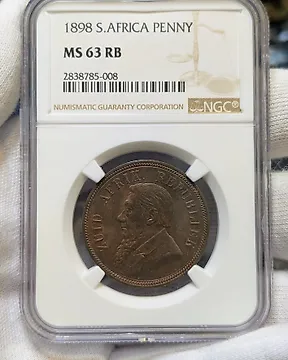 1898 S.AFRICA PENNY
MS 63 RB
2838785-008
NUMISMATIC GUARANTY CORPORATION
NGC®
ZUID AFRIK. REPUBLIEK